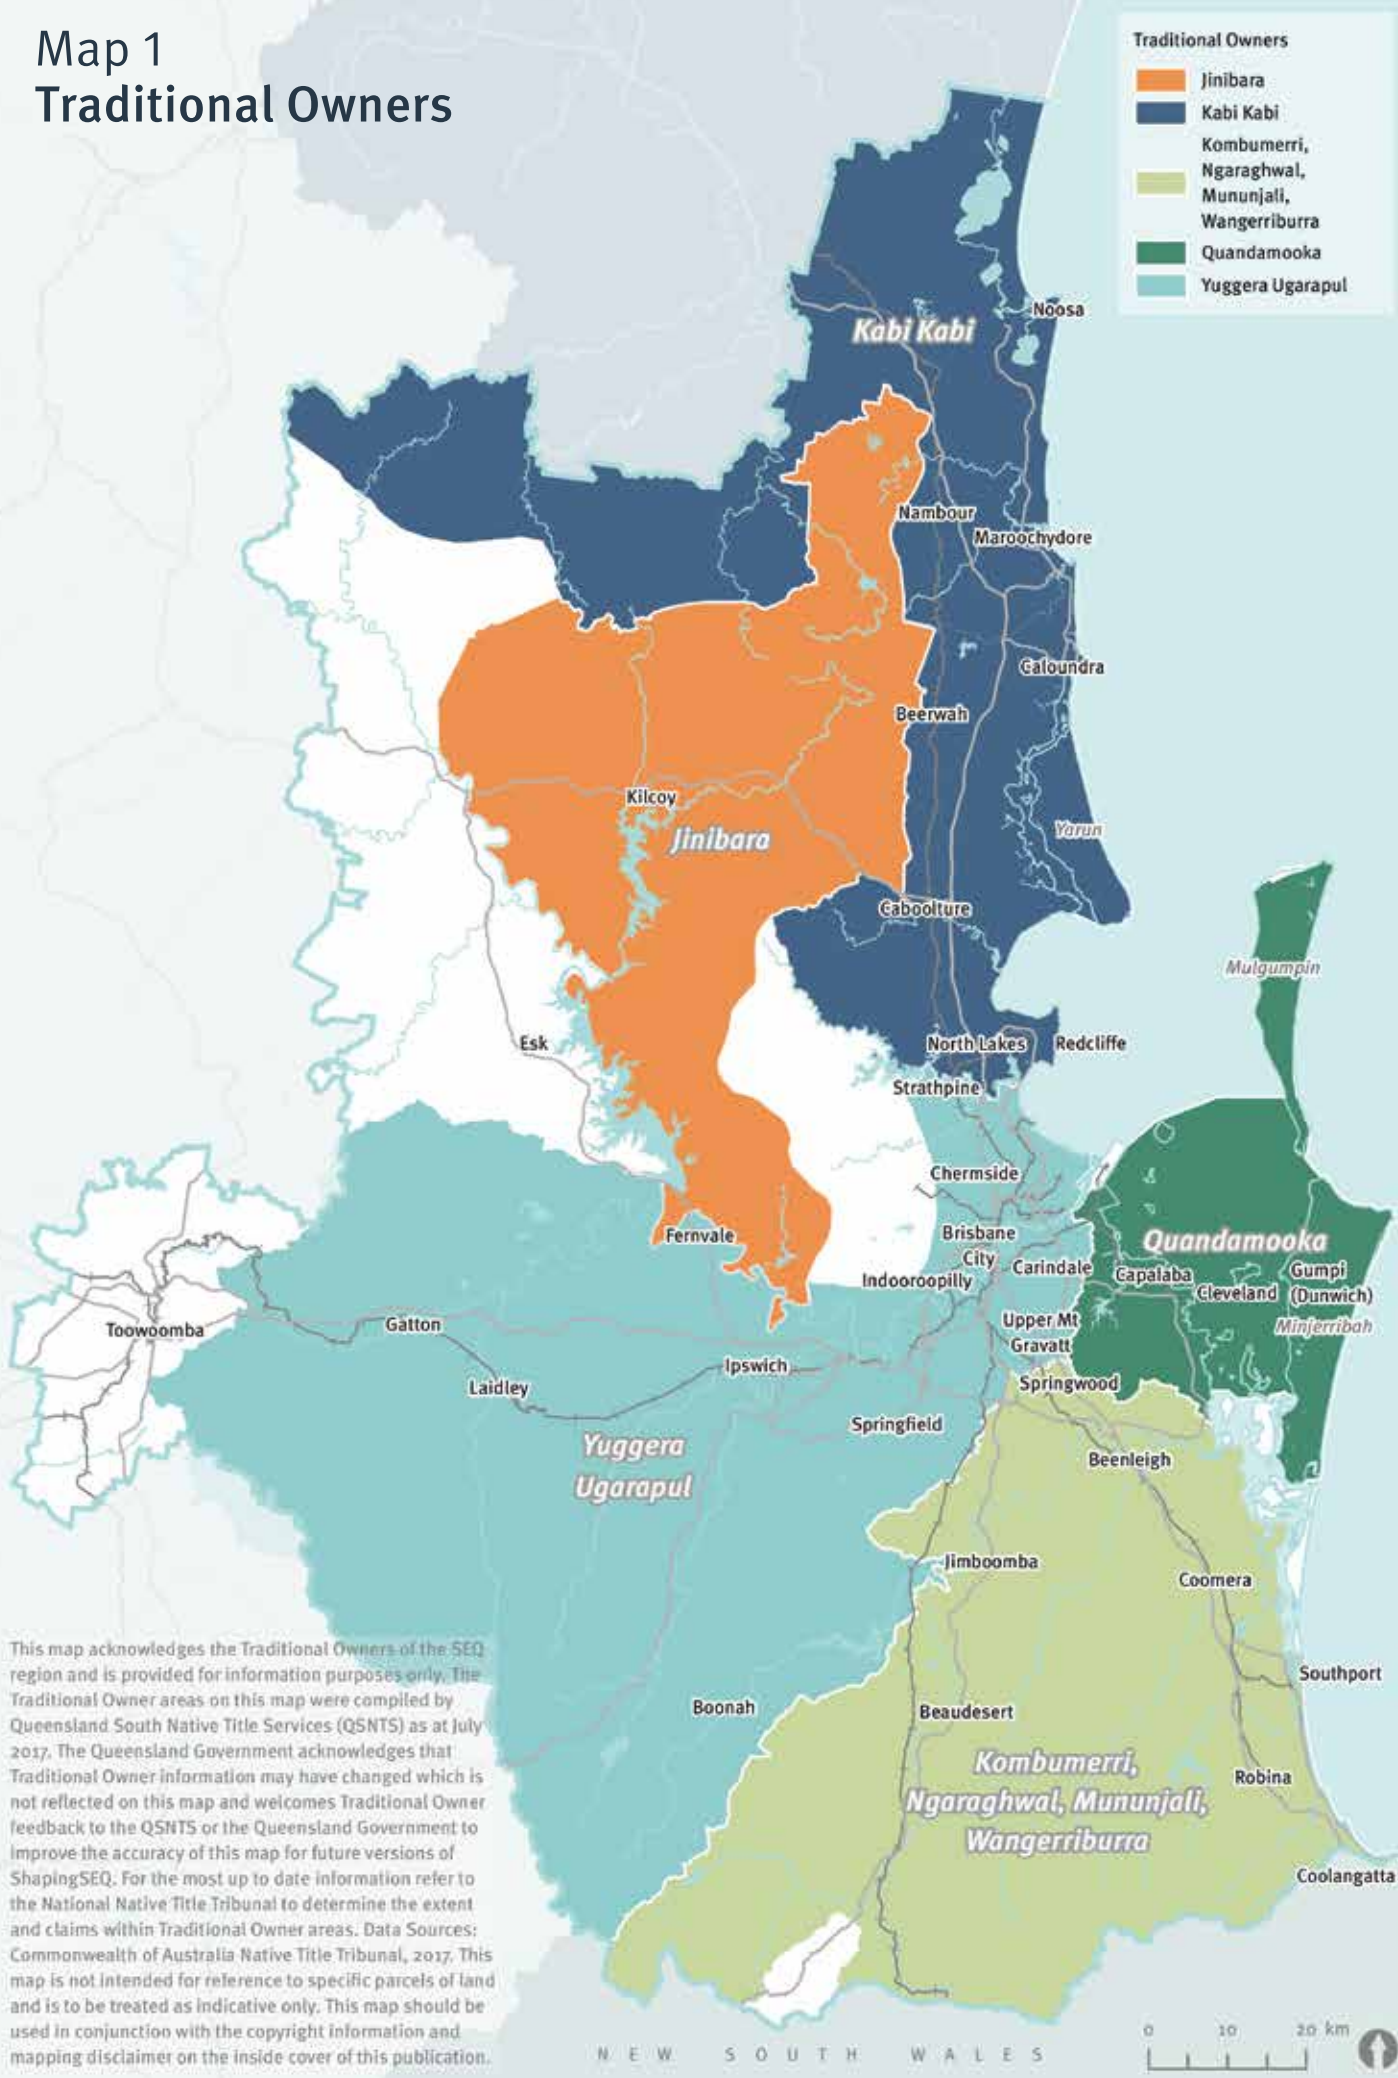 Map 1
Traditional Owners
Traditional Owners
Jinibara
Kabi Kabi
Kombumerri,
Ngaraghwal,
Mununjali,
Wangerriburra
Quandamooka
Yuggera Ugarapul
Noosa
Kabi Kabi
Nambour
Maroochydore
Caloundra
Beerwah
Kilcoy
Jinibara
Yarun
Caboolture
Mulgumpin
Esk
North Lakes
Redcliffe
Strathpine
Chermside
Fernvale
Brisbane
City
Quandamooka
Carindale
Capalaba
Gumpi
(Dunwich)
Cleveland
Indooroopilly
Minjerribah
Toowoomba
Gatton
Upper Mt
Gravatt
Ipswich
Laidley
Springwood
Springfield
Yuggera
Ugarapul
Beenleigh
Jimboomba
Coomera
Southport
Boonah
Beaudesert
Kombumerri,
Ngaraghwal, Mununjali,
Wangerriburra
Robina
Coolangatta
This map acknowledges the Traditional Owners of the SEQ
region and is provided for information purposes only. The
Traditional Owner areas on this map were compiled by
Queensland South Native Title Services (QSNTS) as at July
2017. The Queensland Government acknowledges that
Traditional Owner information may have changed which is
not reflected on this map and welcomes Traditional Owner
feedback to the QSNTS or the Queensland Government to
improve the accuracy of this map for future versions of
ShapingSEQ. For the most up to date information refer to
the National Native Title Tribunal to determine the extent
and claims within Traditional Owner areas. Data Sources:
Commonwealth of Australia Native Title Tribunal, 2017. This
map is not intended for reference to specific parcels of land
and is to be treated as indicative only. This map should be
used in conjunction with the copyright information and
mapping disclaimer on the inside cover of this publication.
NEW SOUTH WALES
0 10 20 km